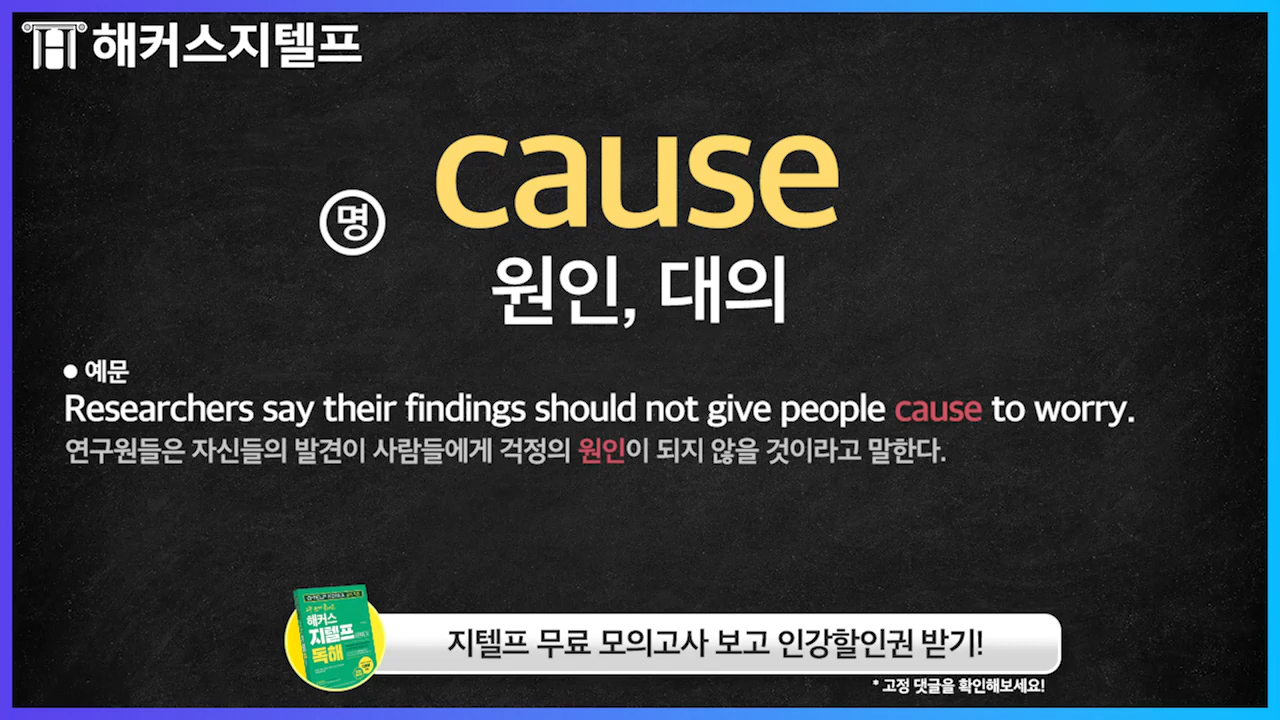 해커스지텔프
cause
명
원인, 대의
● 예문
Researchers say their findings should not give people cause to worry.
연구원들은 자신들의 발견이 사람들에게 걱정의 원인이 되지 않을 것이라고 말한다.
해커스
지텔프
독해
지텔프 무료 모의고사 보고 인강할인권 받기!
* 고정 댓글을 확인해보세요!